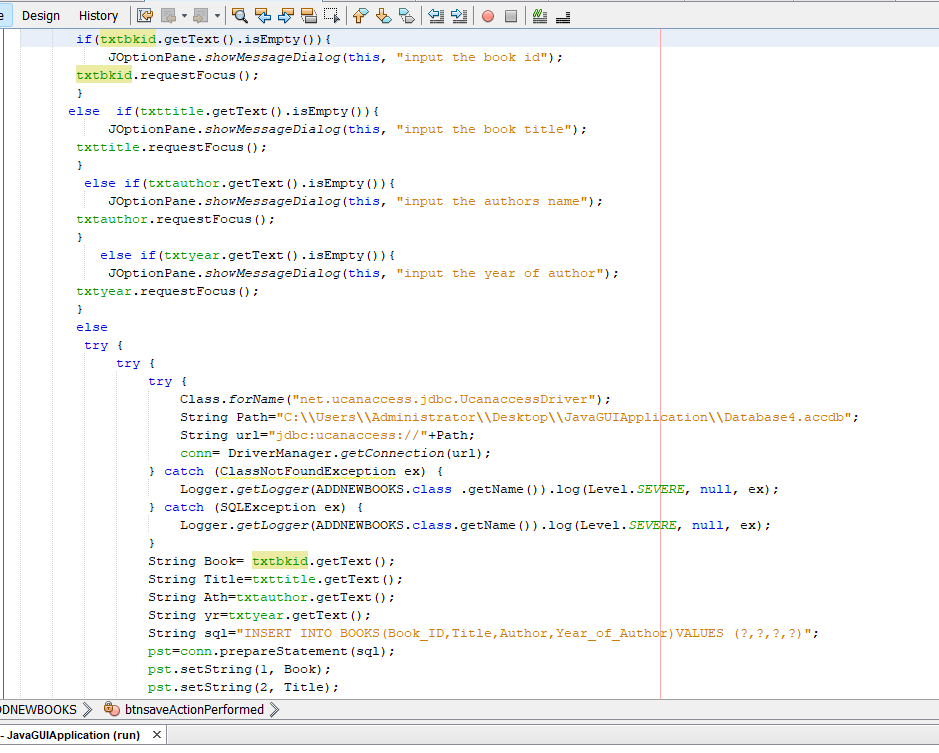 e Design History
if(txtbkid.getText().isEmpty()){
JOptionPane.showMessageDialog(this, "input the book id");
txtbkid.requestFocus();
}
else  if(txttitle.getText().isEmpty()){
JOptionPane.showMessageDialog(this, "input the book title");
txttitle.requestFocus();
}
else if(txtauthor.getText().isEmpty()){
JOptionPane.showMessageDialog(this, "input the authors name");
txtauthor.requestFocus();
}
else if(txtyear.getText().isEmpty()){
JOptionPane.showMessageDialog(this, "input the year of author");
txtyear.requestFocus();
}
else
try {
try {
try {
Class.forName("net.ucanaccess.jdbc.UcanaccessDriver");
String Path="C:\\Users\\Administrator\\Desktop\\JavaGUIApplication\\Database4.accdb";
String url="jdbc:ucanaccess://"+Path;
conn= DriverManager.getConnection(url);
} catch (ClassNotFoundException ex) {
Logger.getLogger(ADDNEWBOOKS.class .getName()).log(Level.SEVERE, null, ex);
} catch (SQLException ex) {
Logger.getLogger(ADDNEWBOOKS.class.getName()).log(Level.SEVERE, null, ex);
}
String Book= txtbkid.getText();
String Title=txttitle.getText();
String Ath=txtauthor.getText();
String yr=txtyear.getText();
String sql="INSERT INTO BOOKS(Book_ID,Title,Author,Year_of_Author)VALUES (?,?,?,?)";
pst=conn.prepareStatement(sql);
pst.setString(1, Book);
pst.setString(2, Title);
DDNEWBOOKS btnsaveActionPerformed
- JavaGUIApplication (run)